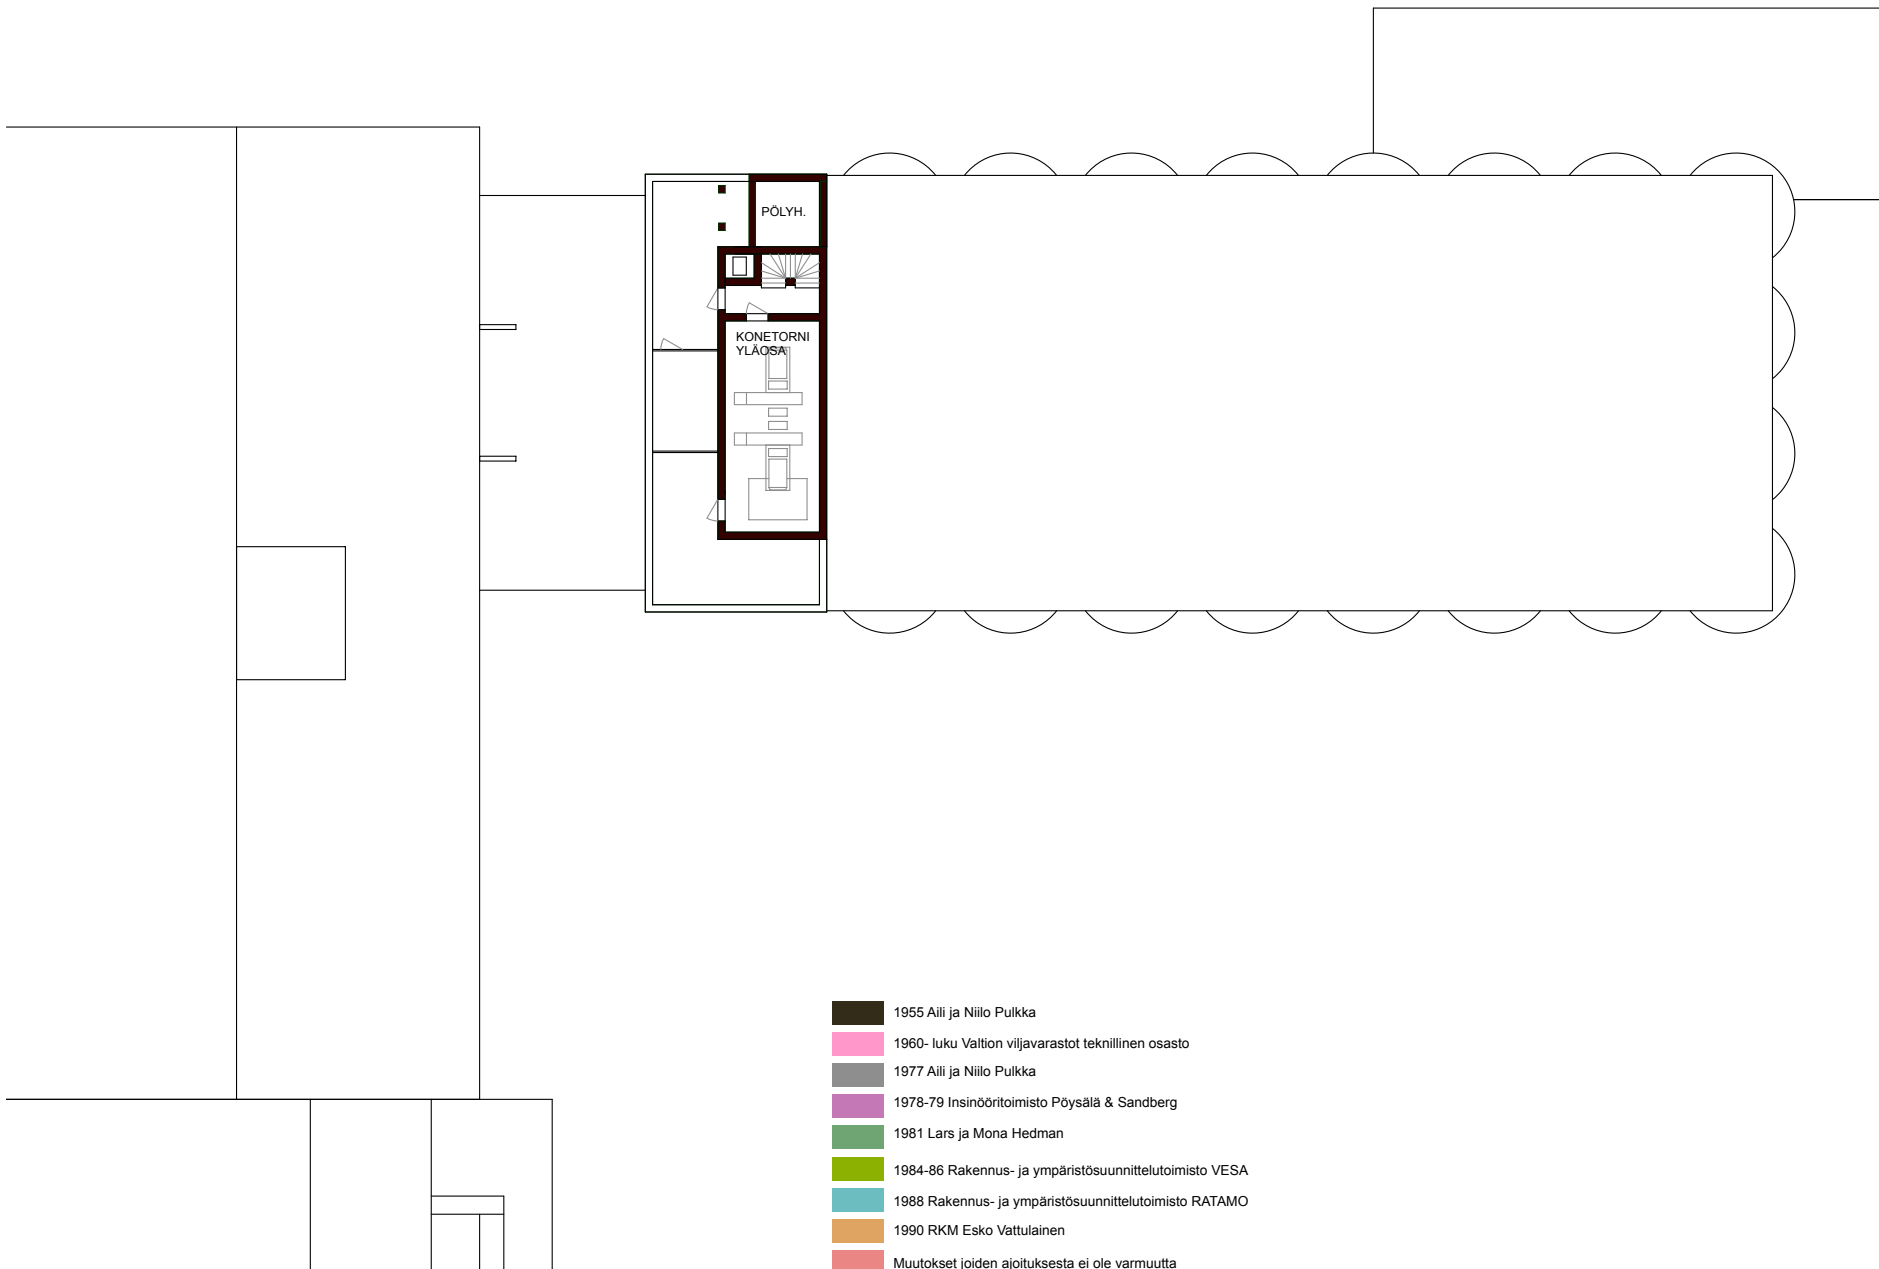 PÖLYH.
KONETORNI
YLÄOSA
1955 Aili ja Niilo Pulkka
1960- luku Valtion viljavarastot teknillinen osasto
1977 Aili ja Niilo Pulkka
1978-79 Insinööritoimisto Pöysälä & Sandberg
1981 Lars ja Mona Hedman
1984-86 Rakennus- ja ympäristösuunnittelutoimisto VESA
1988 Rakennus- ja ympäristösuunnittelutoimisto RATAMO
1990 RKM Esko Vattulainen
Muutokset joiden ajoituksesta ei ole varmuutta